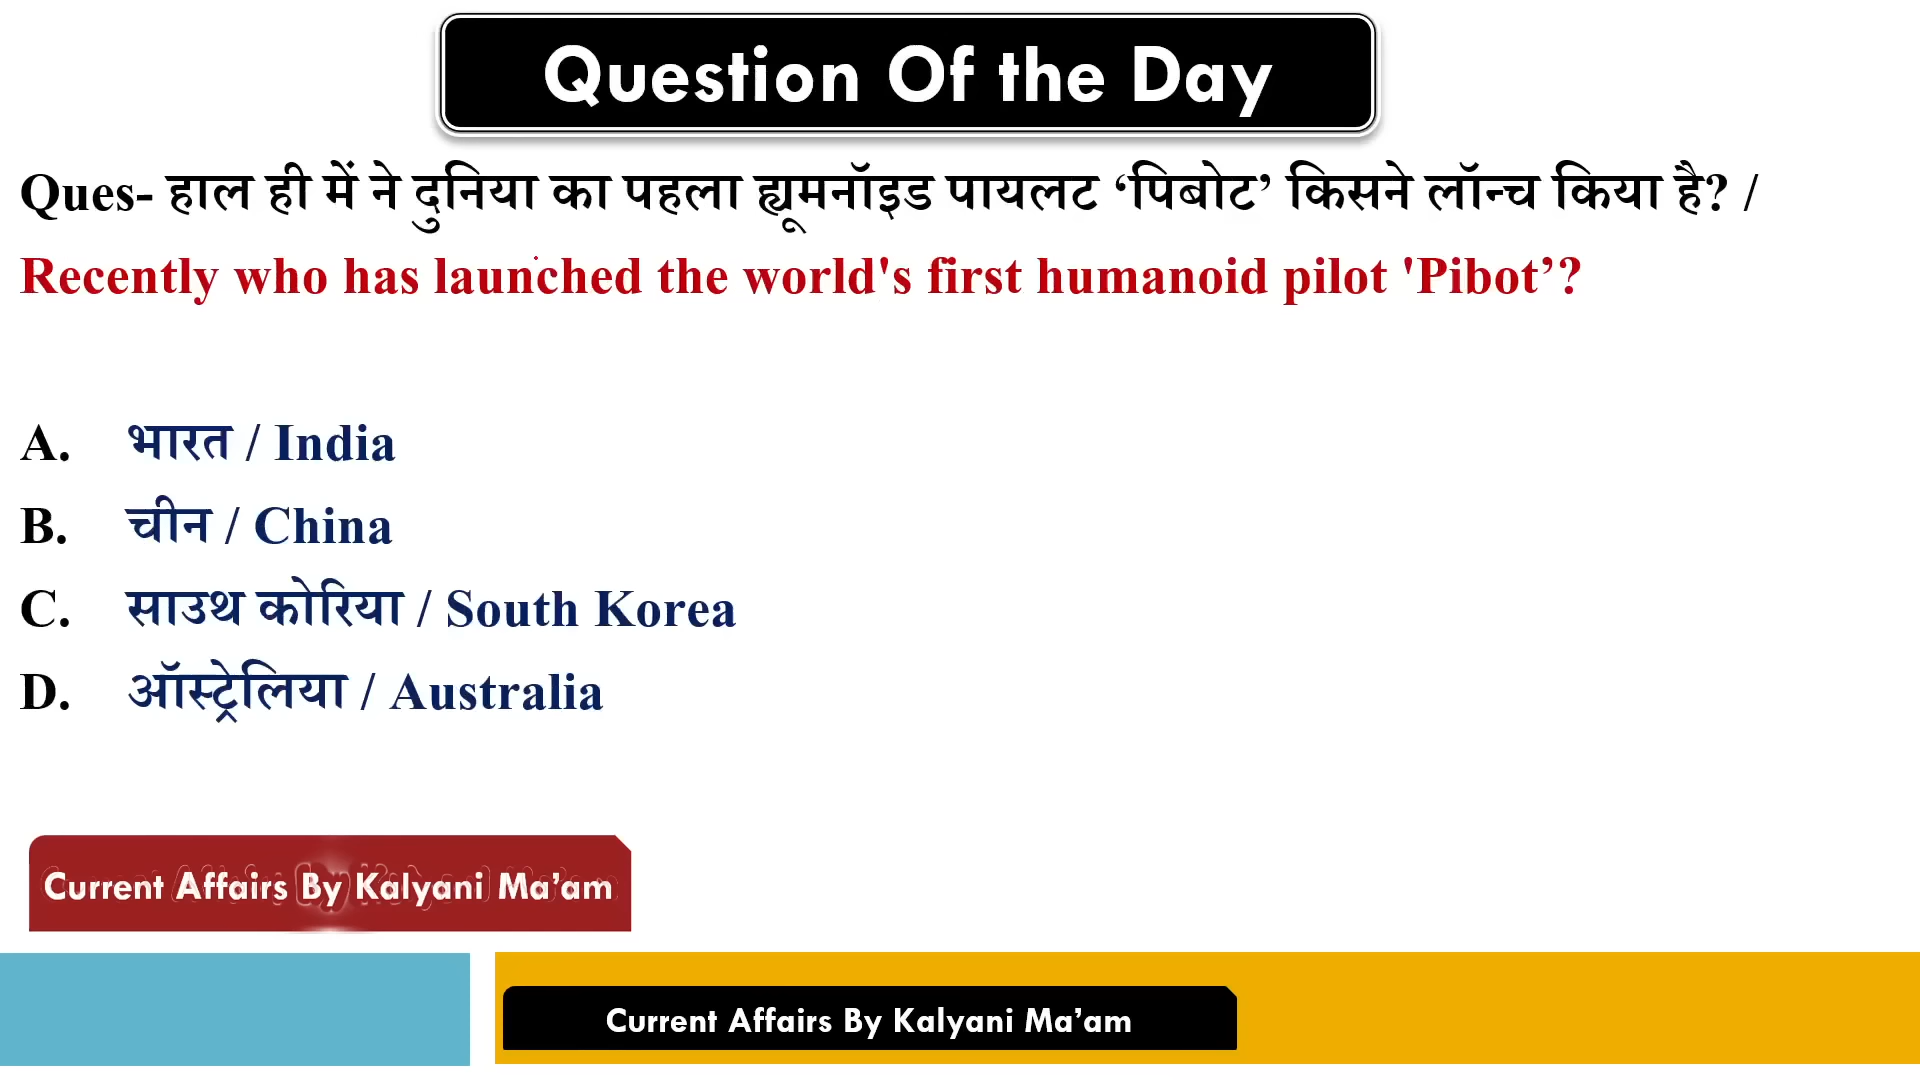 Question Of the Day
Ques- हाल ही में ने दुनिया का पहला ह्यूमनॉइड पायलट ‘पिबोट’ किसने लॉन्च किया है? /
Recently who has launched the world's first humanoid pilot 'Pibot’?
A. भारत / India
B. चीन / China
C. साउथ कोरिया / South Korea
D. ऑस्ट्रेलिया / Australia
Current Affairs By Kalyani Ma’am
Current Affairs By Kalyani Ma’am